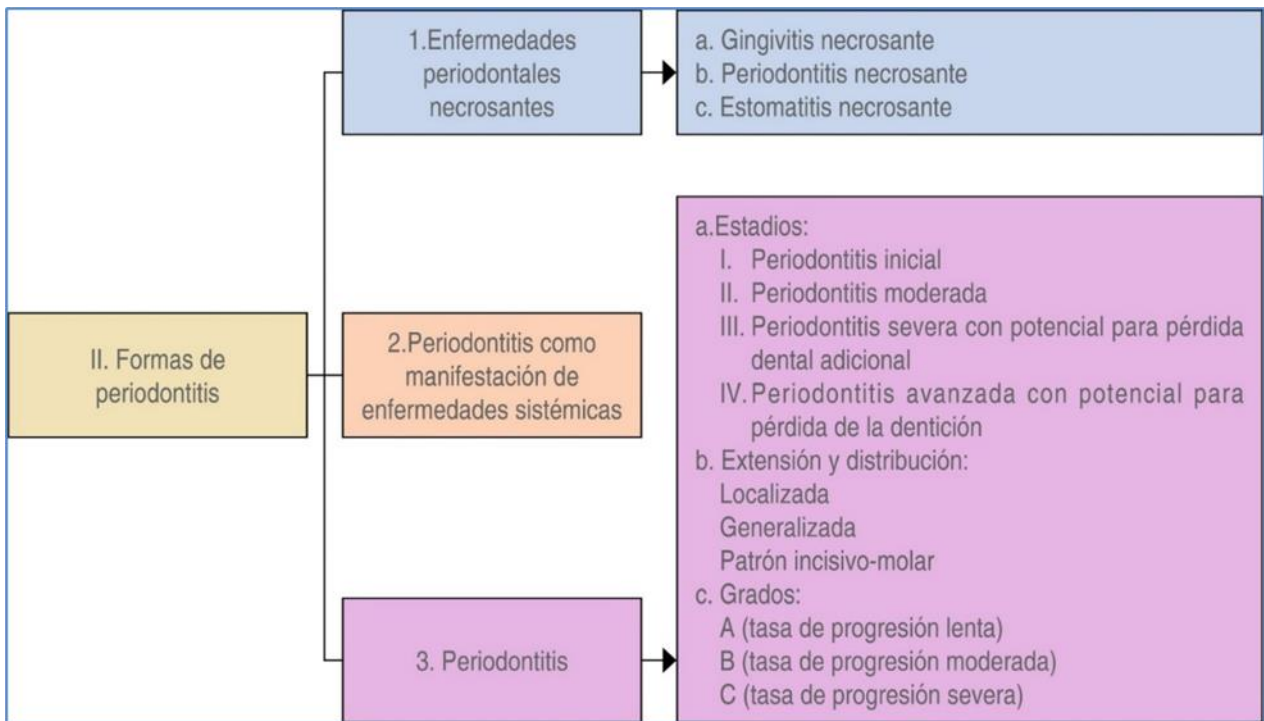 II. Formas de
periodontitis
1.Enfermedades
periodontales
necrosantes
a. Gingivitis necrosante
b. Periodontitis necrosante
c. Estomatitis necrosante
2.Periodontitis como
manifestación de
enfermedades sistémicas
3. Periodontitis
a.Estadios:
I. Periodontitis inicial
II. Periodontitis moderada
III. Periodontitis severa con potencial para pérdida
dental adicional
IV. Periodontitis avanzada con potencial para
pérdida de la dentición
b. Extensión y distribución:
Localizada
Generalizada
Patrón incisivo-molar
c. Grados:
A (tasa de progresión lenta)
B (tasa de progresión moderada)
C (tasa de progresión severa)